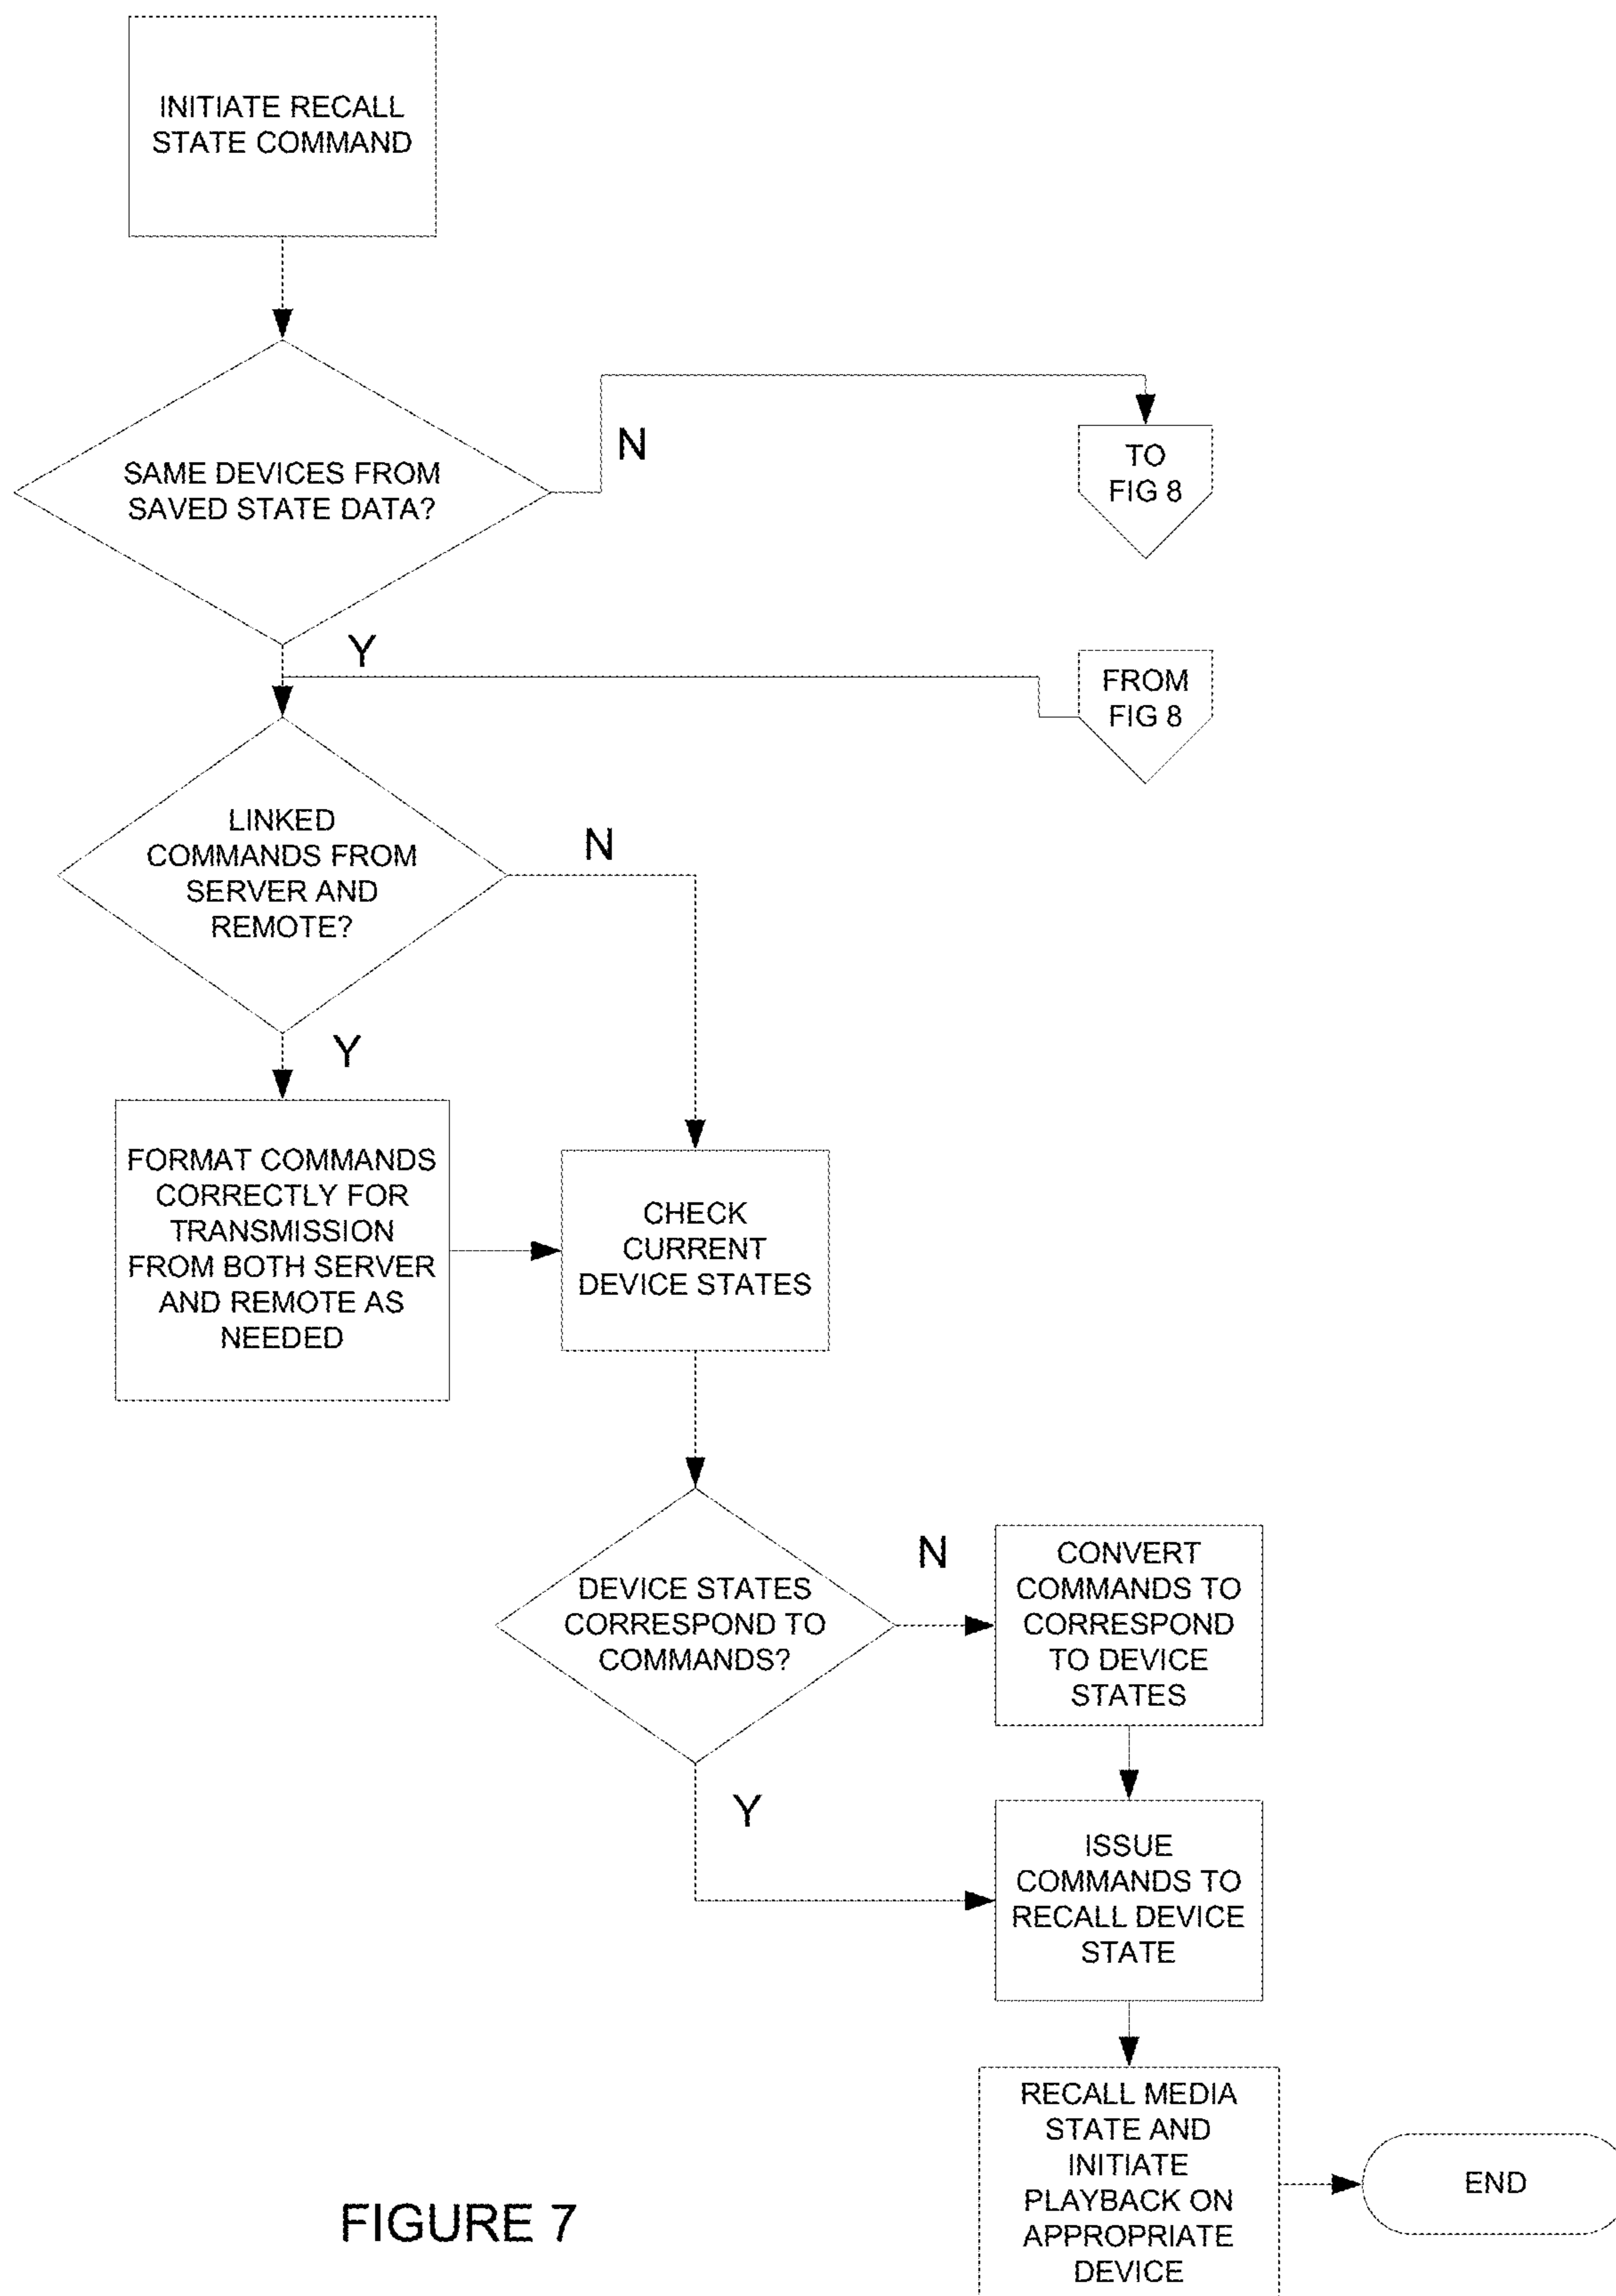 INITIATE RECALL
STATE COMMAND
SAME DEVICES FROM
SAVED STATE DATA?
N
TO
FIG 8
Y
FROM
FIG 8
LINKED
COMMANDS FROM
SERVER AND
REMOTE?
N
Y
FORMAT COMMANDS
CORRECTLY FOR
TRANSMISSION
FROM BOTH SERVER
AND REMOTE AS
NEEDED
CHECK
CURRENT
DEVICE STATES
DEVICE STATES
CORRESPOND TO
COMMANDS?
N
CONVERT
COMMANDS TO
CORRESPOND
TO DEVICE
STATES
Y
ISSUE
COMMANDS TO
RECALL DEVICE
STATE
RECALL MEDIA
STATE AND
INITIATE
PLAYBACK ON
APPROPRIATE
DEVICE
END
FIGURE 7